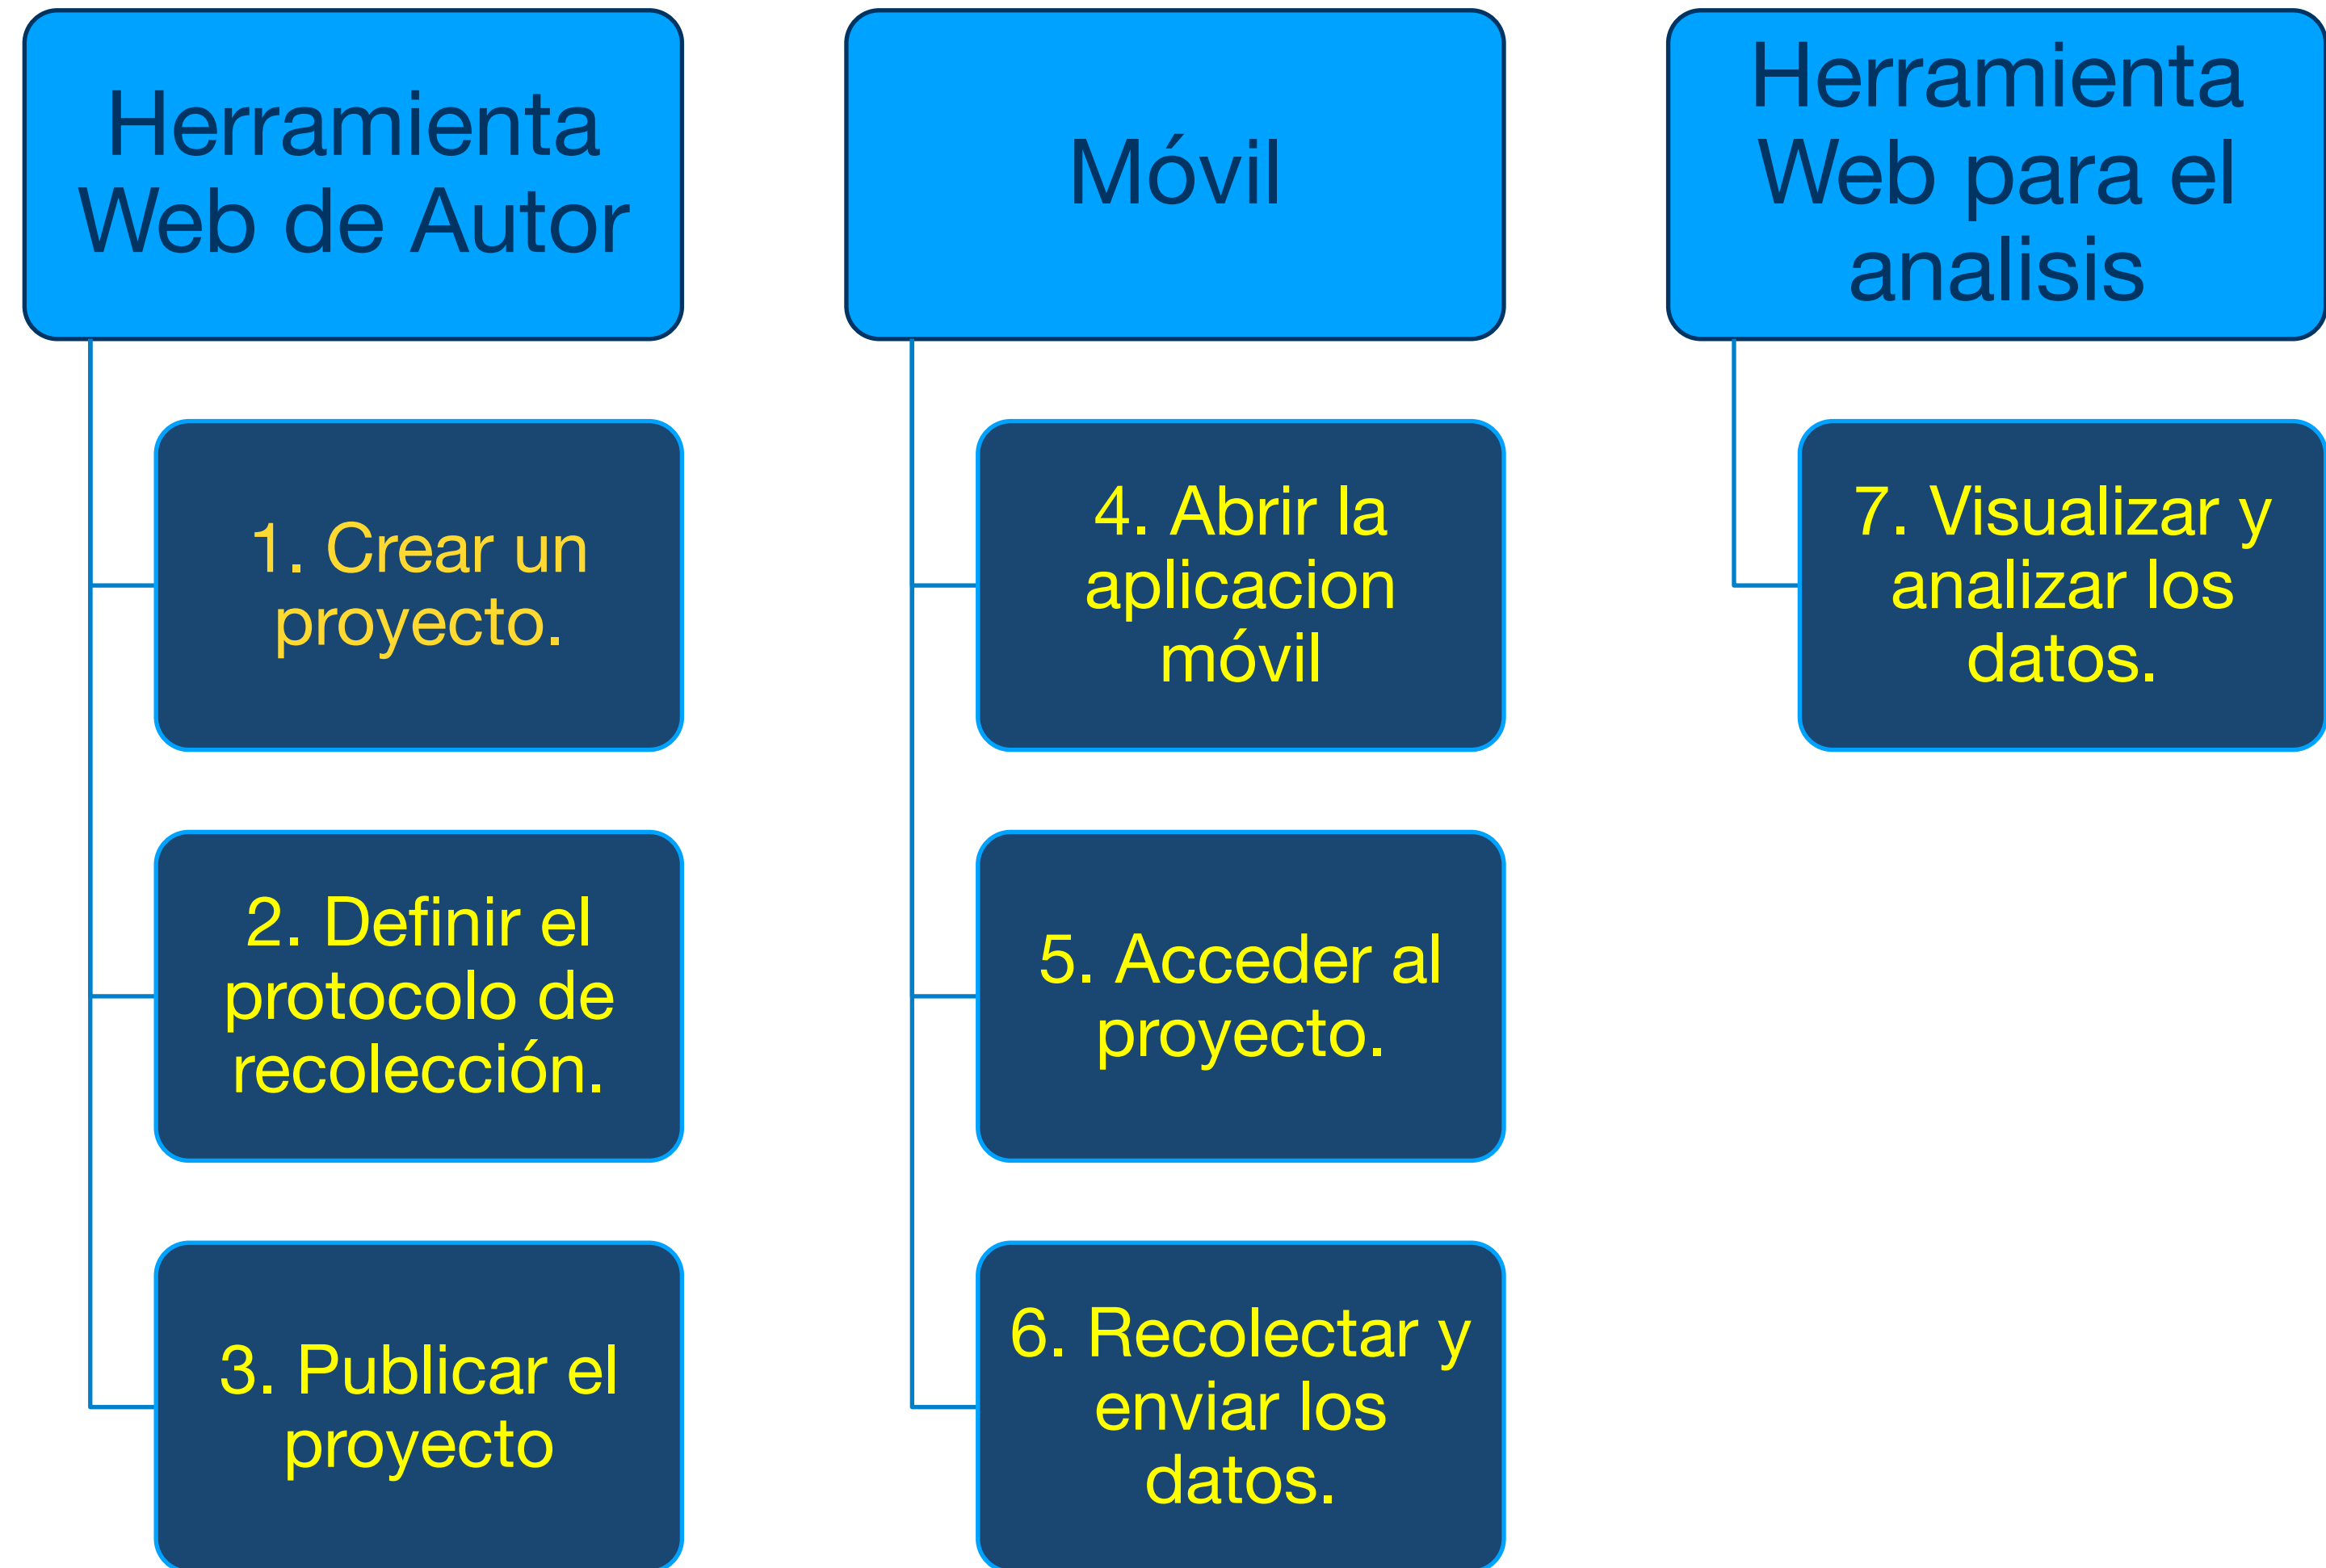 Herramienta
Web de Autor
1. Crear un
proyecto.
2. Definir el
protocolo de
recolección.
3. Publicar el
proyecto
Móvil
4. Abrir la
aplicacion
móvil
5. Acceder al
proyecto.
6. Recolectar y
enviar los
datos.
Herramienta
Web para el
analisis
7. Visualizar y
analizar los
datos.